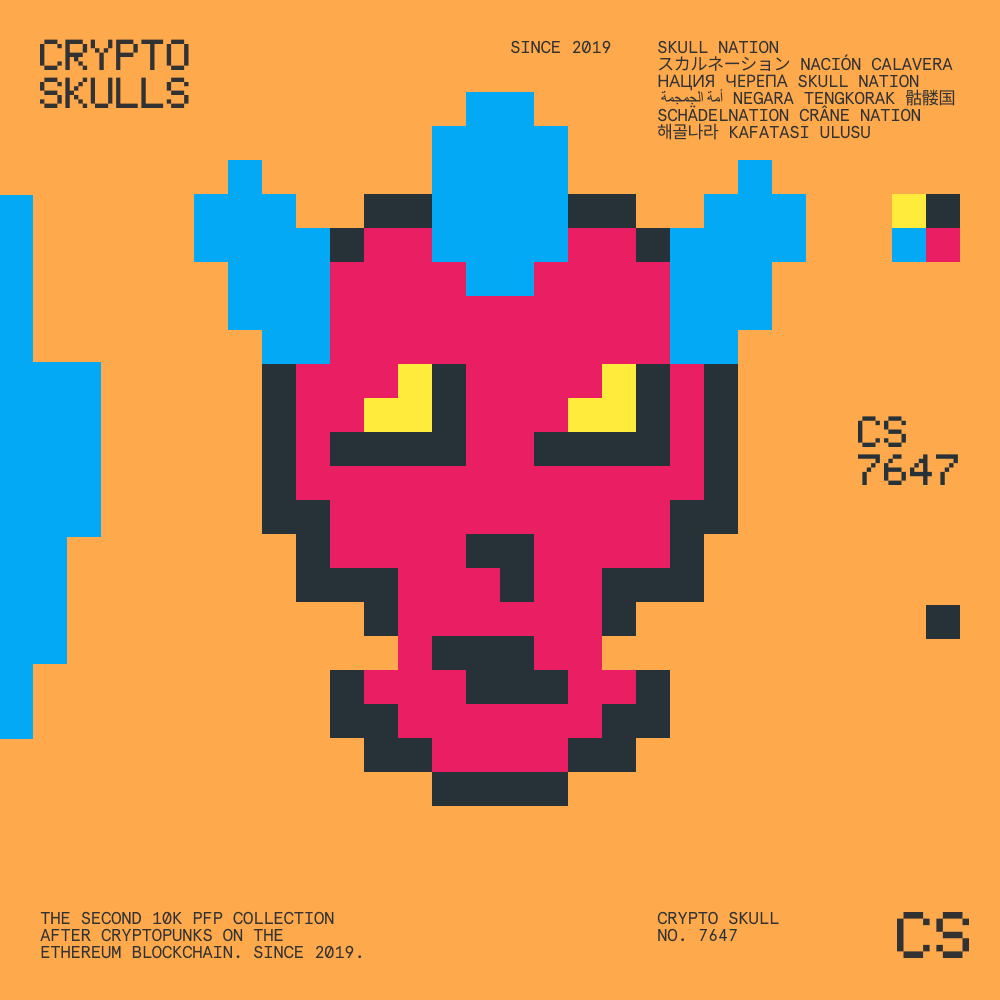 CRYPTO
SKULLS
SINCE 2019
SKULL NATION
スカルネーション NACIÓN CALAVERA
НАЦИЯ ЧЕРЕПА SKULL NATION
أمة الجمجمة NEGARA TENGKORAK 骷髅国
SCHÄDELNATION CRÂNE NATION
해골나라 KAFATASI ULUSU
CS
7647
THE SECOND 10K PFP COLLECTION
AFTER CRYPTOPUNKS ON THE
ETHEREUM BLOCKCHAIN. SINCE 2019.
CRYPTO SKULL
NO. 7647
CS